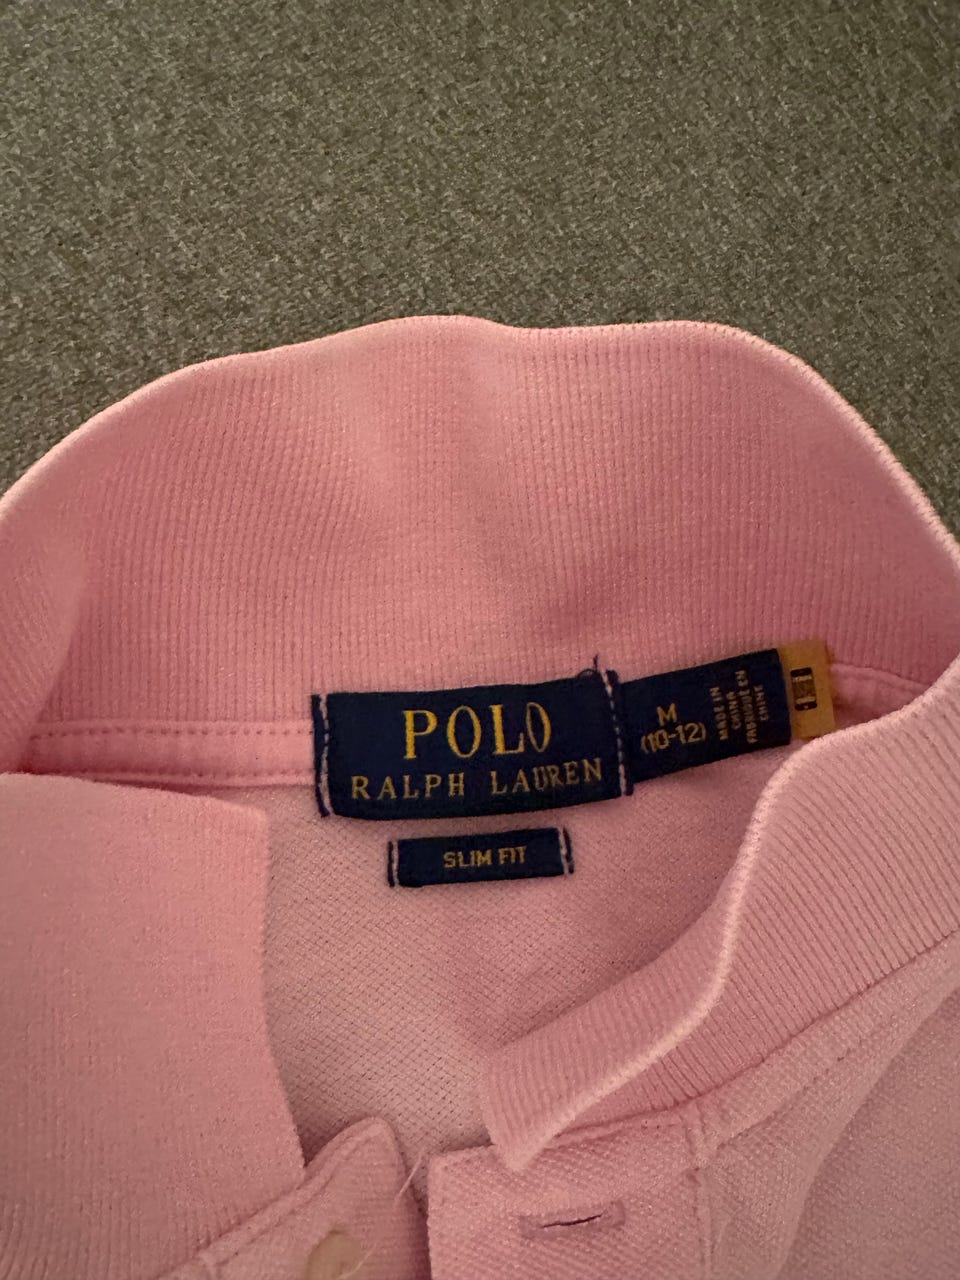 POLO
RALPH LAUREN
M
(10-12)
MADE IN
CHINA
FABRIQUÉ EN
CHINE
SLIM FIT